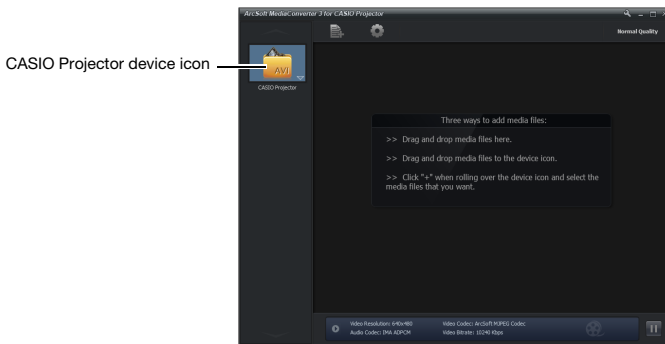 ArcSoft MediaConverter 3 for CASIO Projector
Normal Quality
CASIO Projector device icon
AVI
CASIO Projector
Three ways to add media files:
>> Drag and drop media files here.
>> Drag and drop media files to the device icon.
>> Click "+" when rolling over the device icon and select the
media files that you want.
Video Resolution: 640x480
Video Codec: ArcSoft MJPEG Codec
Audio Codec: IMA ADPCM
Video Bitrate: 10240 Kbps